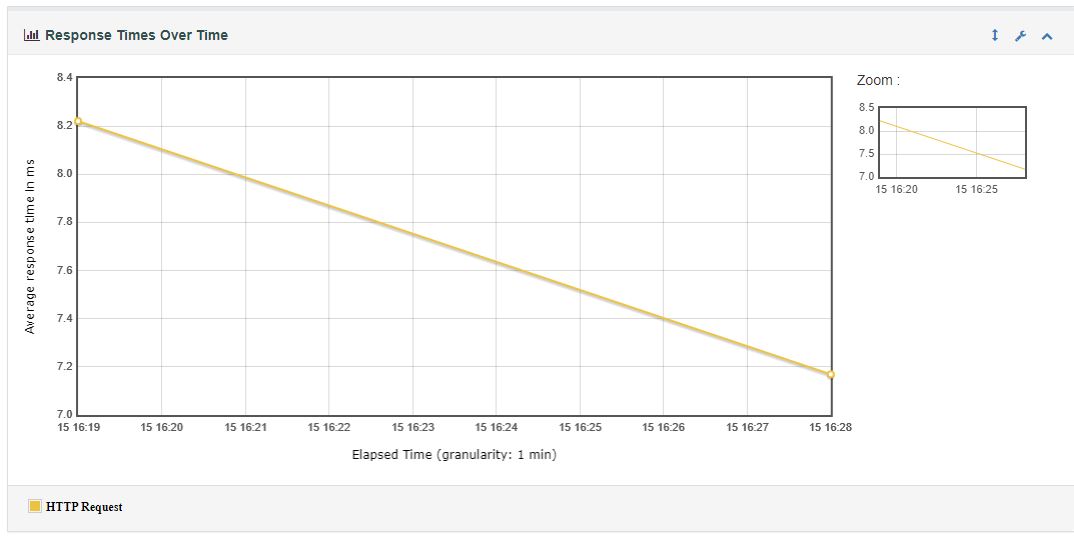 Response Times Over Time
Zoom :
8.4
8.2
8.0
7.8
7.6
7.4
7.2
7.0
Average response time in ms
15 16:19 15 16:20 15 16:21 15 16:22 15 16:23 15 16:24 15 16:25 15 16:26 15 16:27 15 16:28
Elapsed Time (granularity: 1 min)
8.5
8.0
7.5
7.0
15 16:20 15 16:25
HTTP Request